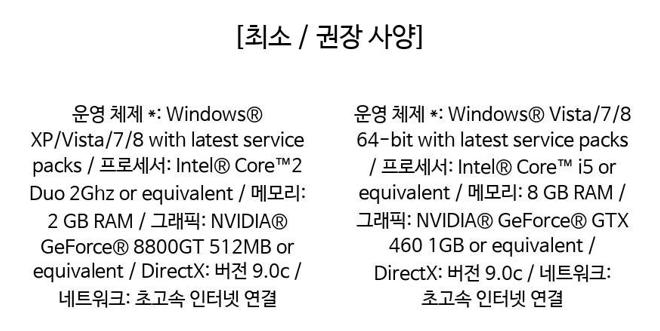 [최소 / 권장 사양]
운영 체제 *: Windows®
XP/Vista/7/8 with latest service
packs / 프로세서: Intel® Core™2
Duo 2Ghz or equivalent / 메모리:
2 GB RAM / 그래픽: NVIDIA®
GeForce® 8800GT 512MB or
equivalent / DirectX: 버전 9.0c /
네트워크: 초고속 인터넷 연결
운영 체제 *: Windows® Vista/7/8
64-bit with latest service packs
/ 프로세서: Intel® Core™ i5 or
equivalent / 메모리: 8 GB RAM /
그래픽: NVIDIA® GeForce® GTX
460 1GB or equivalent /
DirectX: 버전 9.0c / 네트워크:
초고속 인터넷 연결